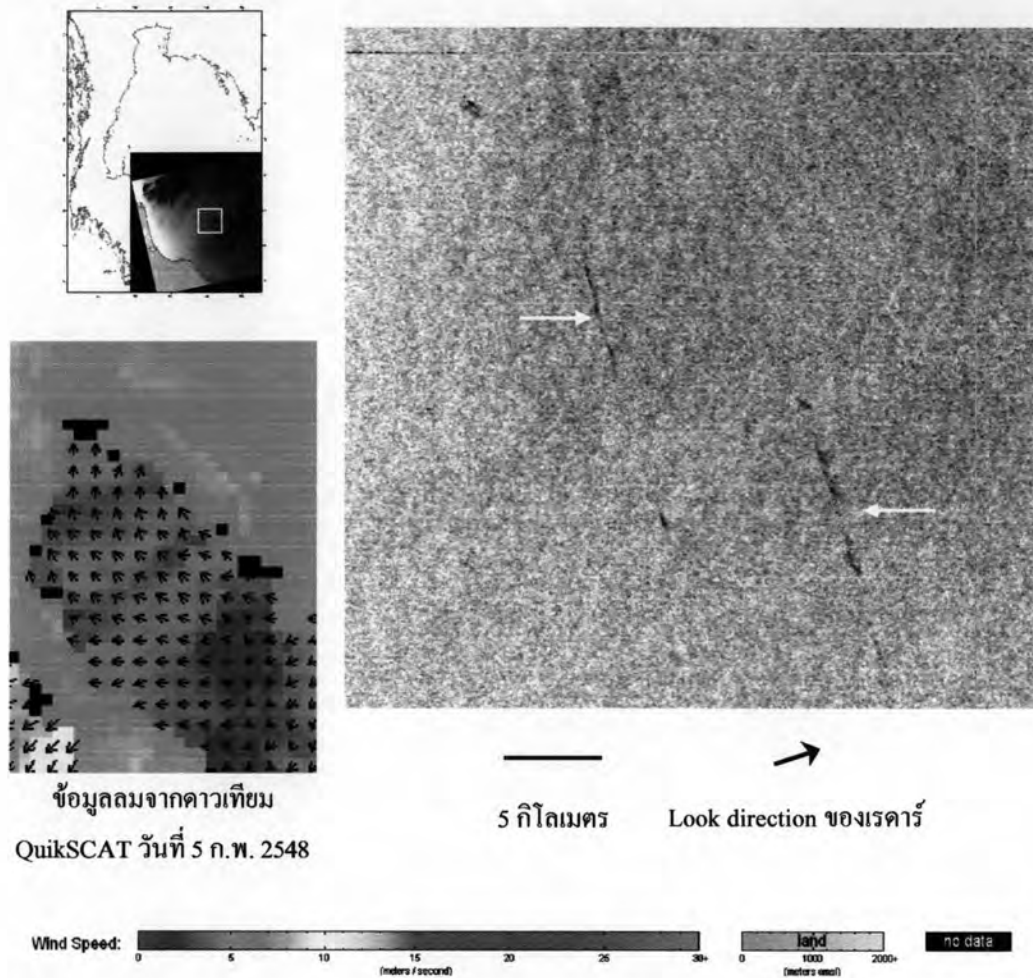 ข้อมูลลมจากดาวเทียม
QuikSCAT วันที่ 5 ก.พ. 2548
5 กิโลเมตร
Look direction ของเรดาร์
Wind Speed:
0 5 10 15 20 25 30+
(meters / second)
land
0 1000 2000+
(meters amsl)
no data